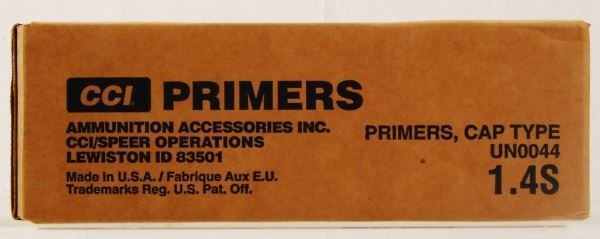 CCI PRIMERS
AMMUNITION ACCESSORIES INC.
CCI/SPEER OPERATIONS
LEWISTON ID 83501
Made in U.S.A. / Fabrique Aux E.U.
Trademarks Reg. U.S. Pat. Off.
PRIMERS, CAP TYPE
UN0044
1.4S